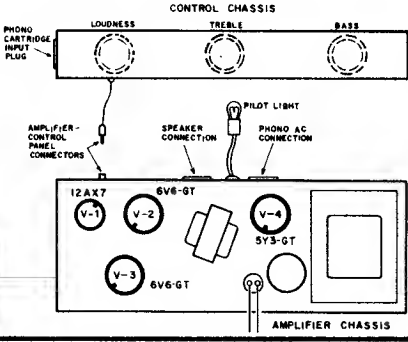 CONTROL CHASSIS
LOUDNESS
TREBLE
BASS
PHONO
CARTRIDGE
INPUT
PLUG
PILOT LIGHT
AMPLIFIER-
CONTROL
PANEL
CONNECTORS
SPEAKER
CONNECTION
PHONO AC
CONNECTION
12AX7
6V6-GT
V-1
V-2
V-4
5Y3-GT
V-3
6V6-GT
AMPLIFIER CHASSIS